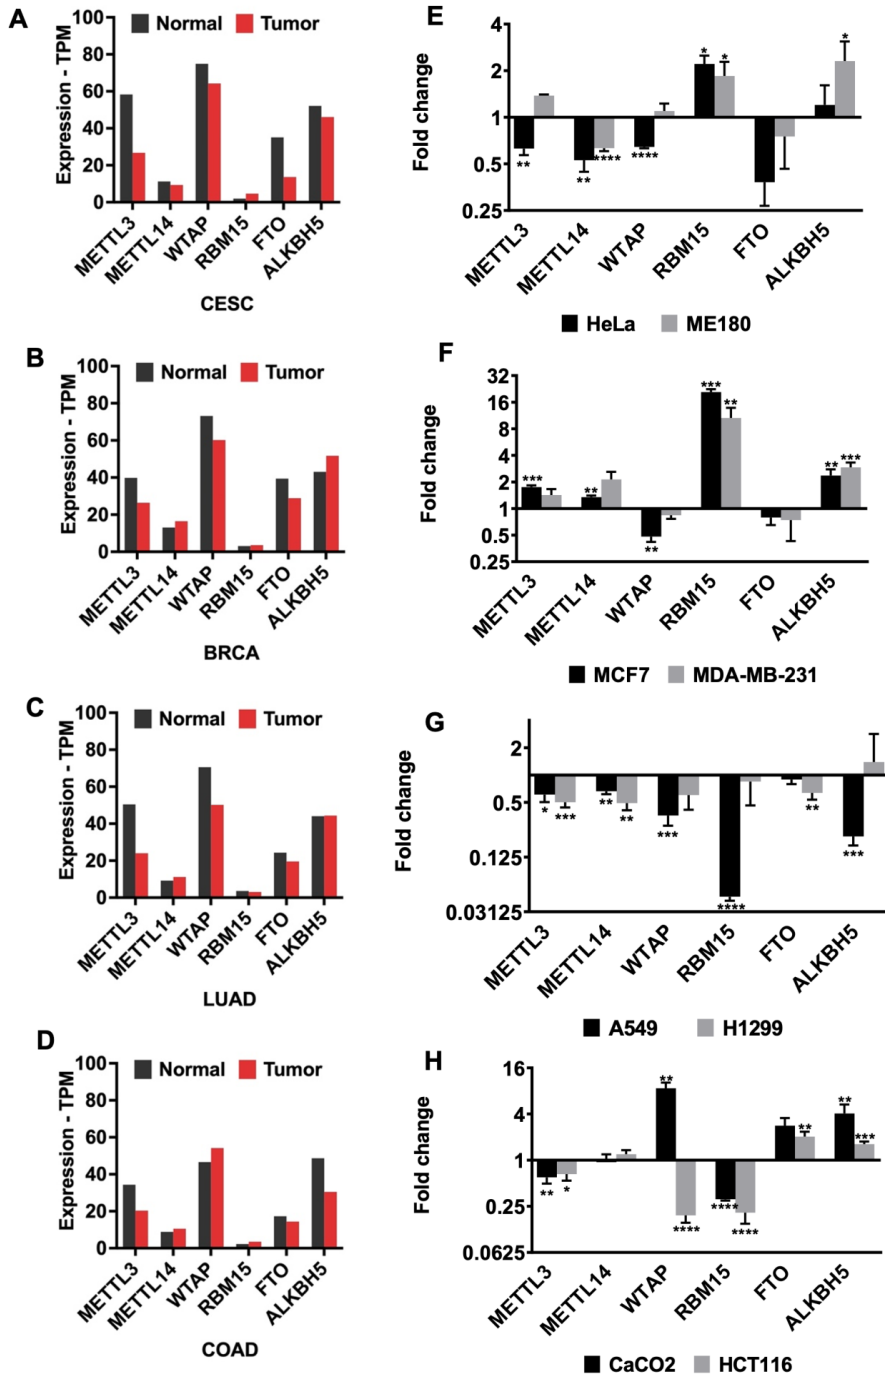 A
Normal Tumor
Expression - TPM
100
80
60
40
20
0
METTL3
METTL14
WTAP
RBM15
FTO
ALKBH5
CESC
E
Fold change
4
2
1
0.5
0.25
** ** **** **** * * *
METTL3
METTL14
WTAP
RBM15
FTO
ALKBH5
HeLa ME180
B
Normal Tumor
Expression - TPM
100
80
60
40
20
0
METTL3
METTL14
WTAP
RBM15
FTO
ALKBH5
BRCA
F
Fold change
32
16
8
4
2
1
0.5
0.25
*** ** ** *** ** ** ***
METTL3
METTL14
WTAP
RBM15
FTO
ALKBH5
MCF7 MDA-MB-231
C
Normal Tumor
Expression - TPM
100
80
60
40
20
0
METTL3
METTL14
WTAP
RBM15
FTO
ALKBH5
LUAD
G
Fold change
2
0.5
0.125
0.03125
* *** ** ** *** **** ** ***
METTL3
METTL14
WTAP
RBM15
FTO
ALKBH5
A549 H1299
D
Normal Tumor
Expression - TPM
100
80
60
40
20
0
METTL3
METTL14
WTAP
RBM15
FTO
ALKBH5
COAD
H
Fold change
16
4
1
0.25
0.0625
** * ** **** **** **** ** ** ***
METTL3
METTL14
WTAP
RBM15
FTO
ALKBH5
CaCO2 HCT116